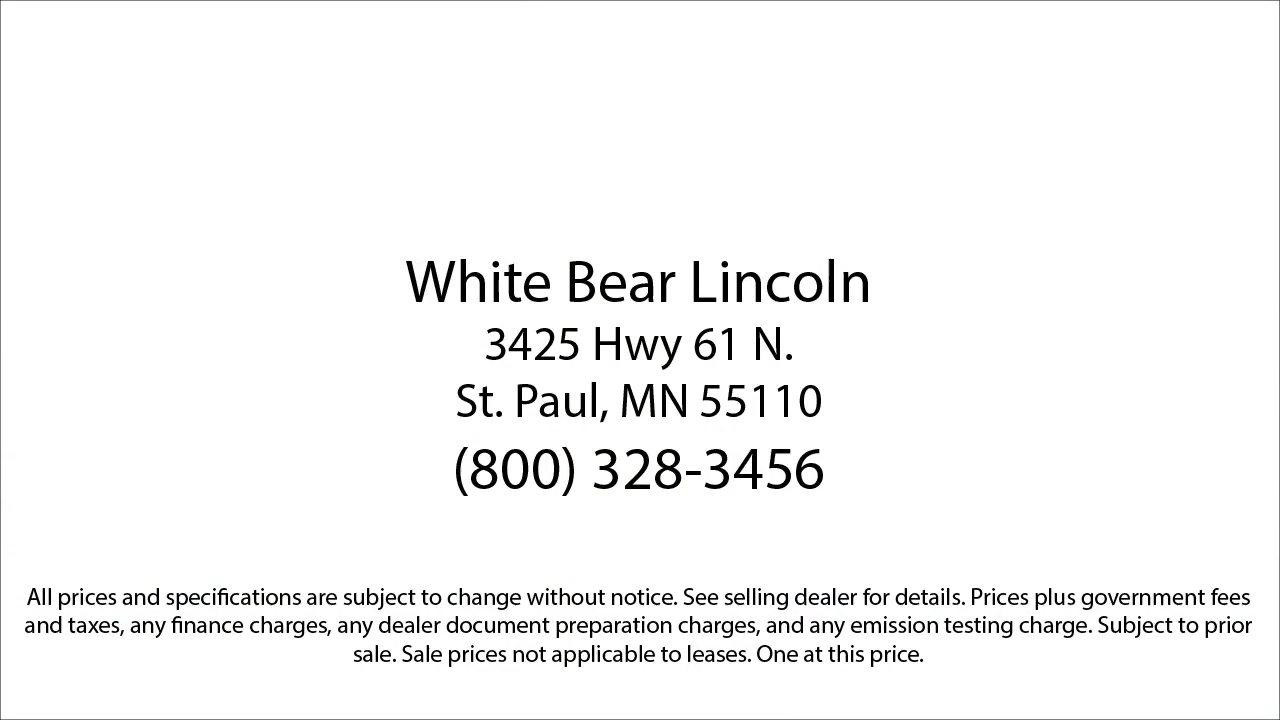 White Bear Lincoln
3425 Hwy 61 N.
St. Paul, MN 55110
(800) 328-3456
All prices and specifications are subject to change without notice. See selling dealer for details. Prices plus government fees
and taxes, any finance charges, any dealer document preparation charges, and any emission testing charge. Subject to prior
sale. Sale prices not applicable to leases. One at this price.